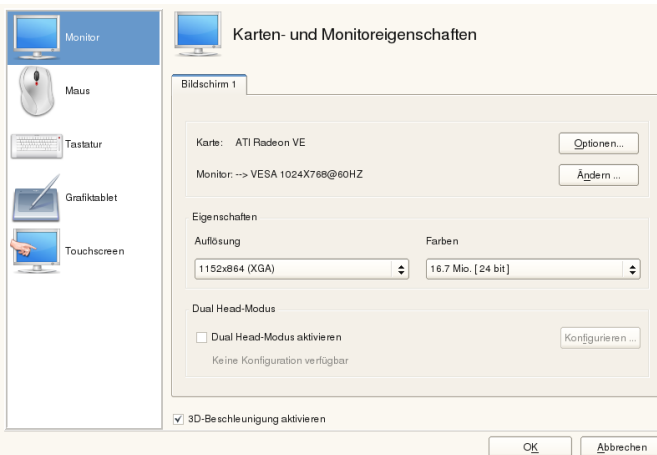 Monitor
Maus
Tastatur
Grafiktablet
Touchscreen
Karten- und Monitoreigenschaften
Bildschirm 1
Karte: ATI Radeon VE
Optionen...
Monitor: --> VESA 1024X768@60HZ
Ändern ...
Eigenschaften
Auflösung
Farben
1152x864 (XGA)
16.7 Mio. [ 24 bit ]
Dual Head-Modus
Dual Head-Modus aktivieren
Konfigurieren ...
Keine Konfiguration verfügbar
3D-Beschleunigung aktivieren
OK
Abbrechen